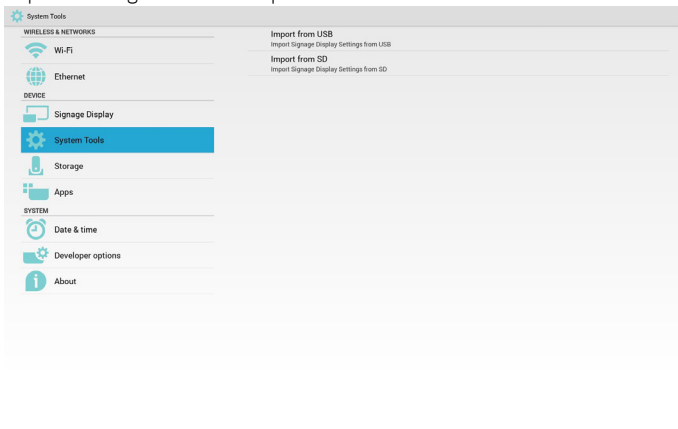 System Tools
WIRELESS & NETWORKS
Wi-Fi
Ethernet
DEVICE
Signage Display
System Tools
Storage
Apps
SYSTEM
Date & time
Developer options
About
Import from USB
Import Signage Display Settings from USB
Import from SD
Import Signage Display Settings from SD